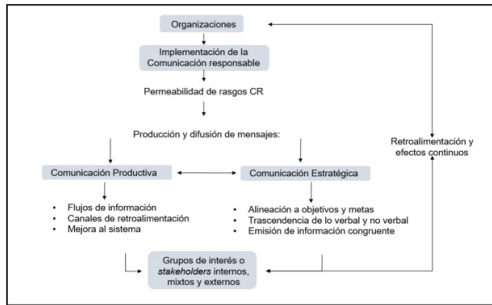 Organizaciones
Implementación de la
Comunicación responsable
Permeabilidad de rasgos CR
Producción y difusión de mensajes:
Retroalimentación y
efectos continuos
Comunicación Productiva
Comunicación Estratégica
• Flujos de información
• Canales de retroalimentación
• Mejora al sistema
• Alineación a objetivos y metas
• Trascendencia de lo verbal y no verbal
• Emisión de información congruente
Grupos de interés o
stakeholders internos,
mixtos y externos